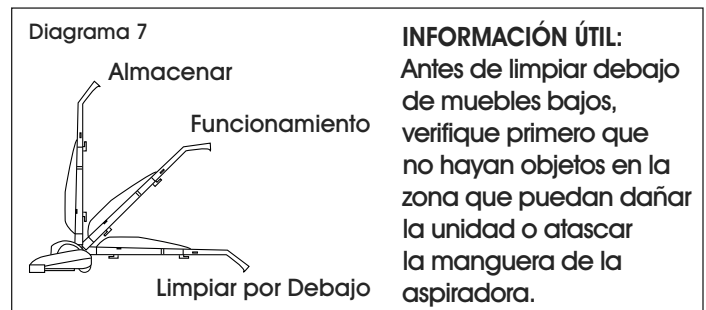 Diagrama 7
Almacenar
Funcionamiento
Limpiar por Debajo
INFORMACIÓN ÚTIL:
Antes de limpiar debajo
de muebles bajos,
verifique primero que
no hayan objetos en la
zona que puedan dañar
la unidad o atascar
la manguera de la
aspiradora.